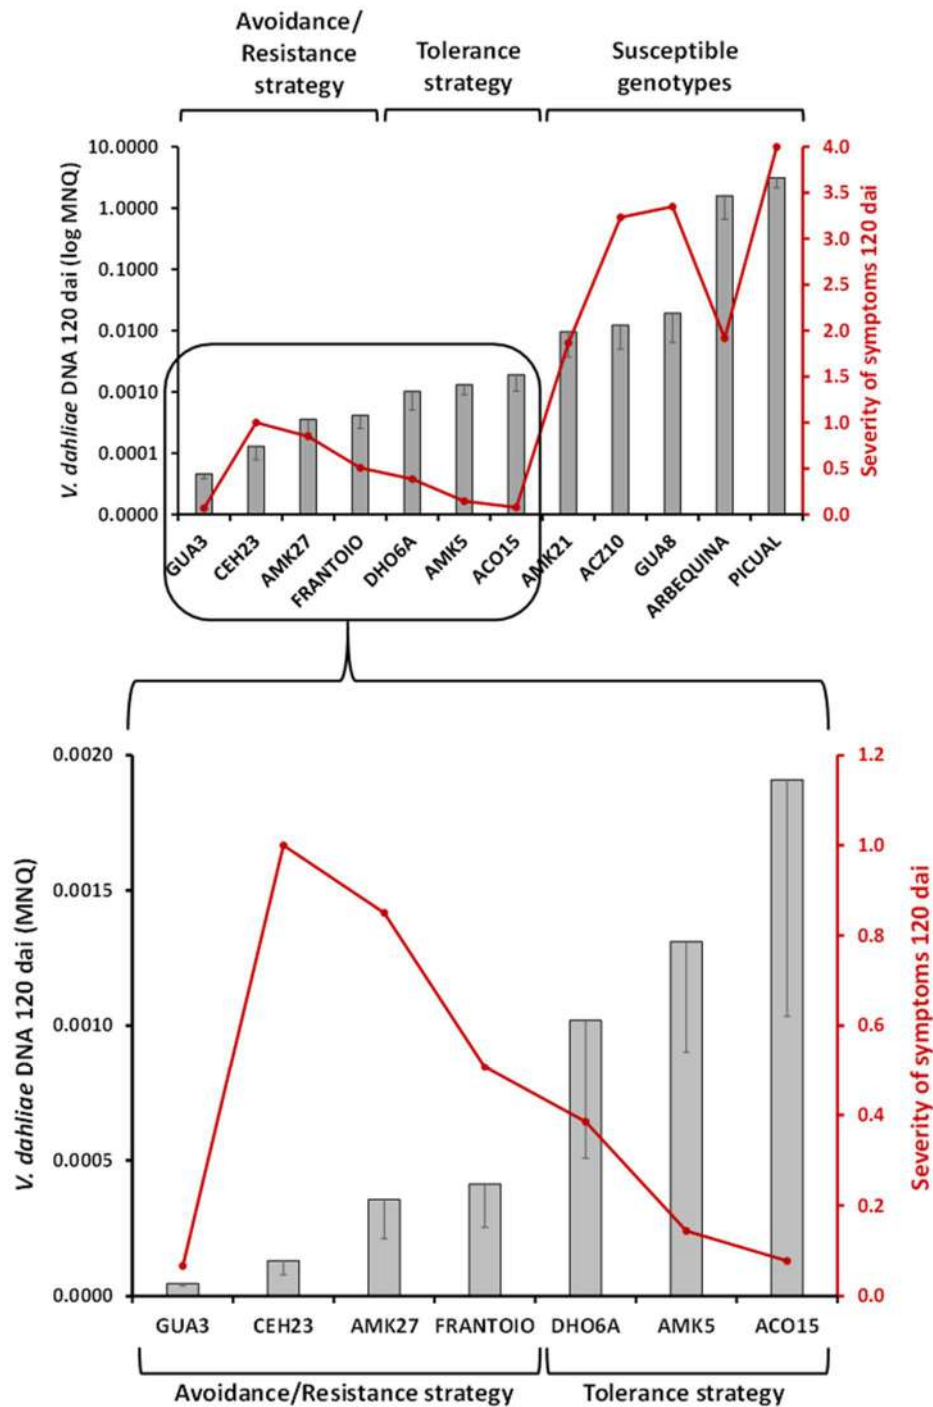 Avoidance/
Resistance
strategy
Tolerance
strategy
Susceptible
genotypes
V. dahliae DNA 120 dai (log MNQ)
10.0000
1.0000
0.1000
0.0100
0.0010
0.0001
0.0000
4.0
3.5
3.0
2.5
2.0
1.5
1.0
0.5
0.0
Severity of symptoms 120 dai
GUA3
CEH23
AMK27
FRANTOIO
DHO6A
AMK5
ACO15
AMK21
ACZ10
GUA8
ARBEQUINA
PICUAL
V. dahliae DNA 120 dai (MNQ)
0.0020
0.0015
0.0010
0.0005
0.0000
1.2
1.0
0.8
0.6
0.4
0.2
0.0
Severity of symptoms 120 dai
GUA3 CEH23 AMK27 FRANTOIO DHO6A AMK5 ACO15
Avoidance/Resistance strategy Tolerance strategy